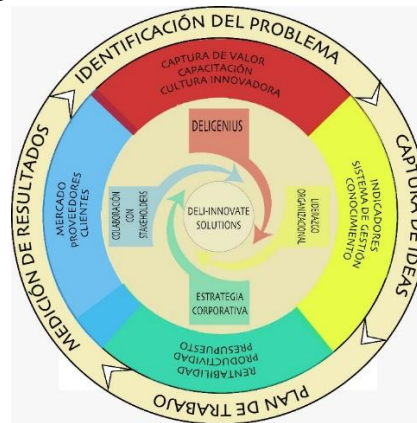 IDENTIFICACIÓN DEL PROBLEMA
CAPTURA DE VALOR
CAPACITACIÓN
CULTURA INNOVADORA
DELIGENIUS
CAPTURA DE IDEAS
INDICADORES
SISTEMA DE GESTIÓN
CONOCIMIENTO
LIDERAZGO
ORGANIZACIONAL
DELI-INNOVATE
SOLUTIONS
COLABORACIÓN
CON
STAKEHOLDERS
MERCADO
PROVEEDORES
CLIENTES
MEDICIÓN DE RESULTADOS
ESTRATEGIA
CORPORATIVA
RENTABILIDAD
PRODUCTIVIDAD
PRESUPUESTO
PLAN DE TRABAJO